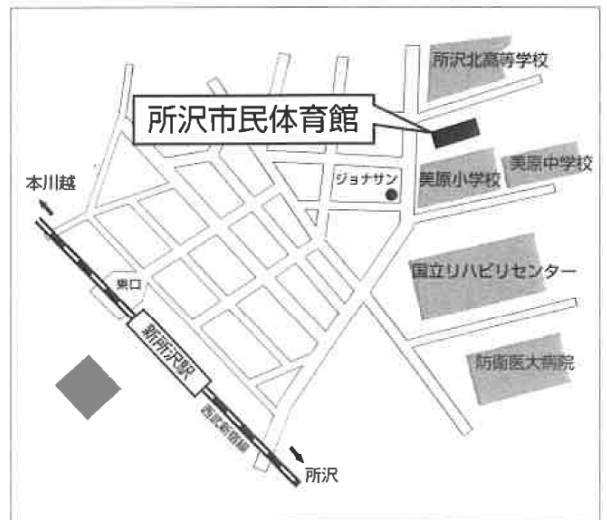 所沢北高等学校
所沢市民体育館
美原中学校
ジョナサン
美原小学校
本川越
国立リハビリセンター
東口
新所沢駅
防衛医大病院
西武新宿線
所沢